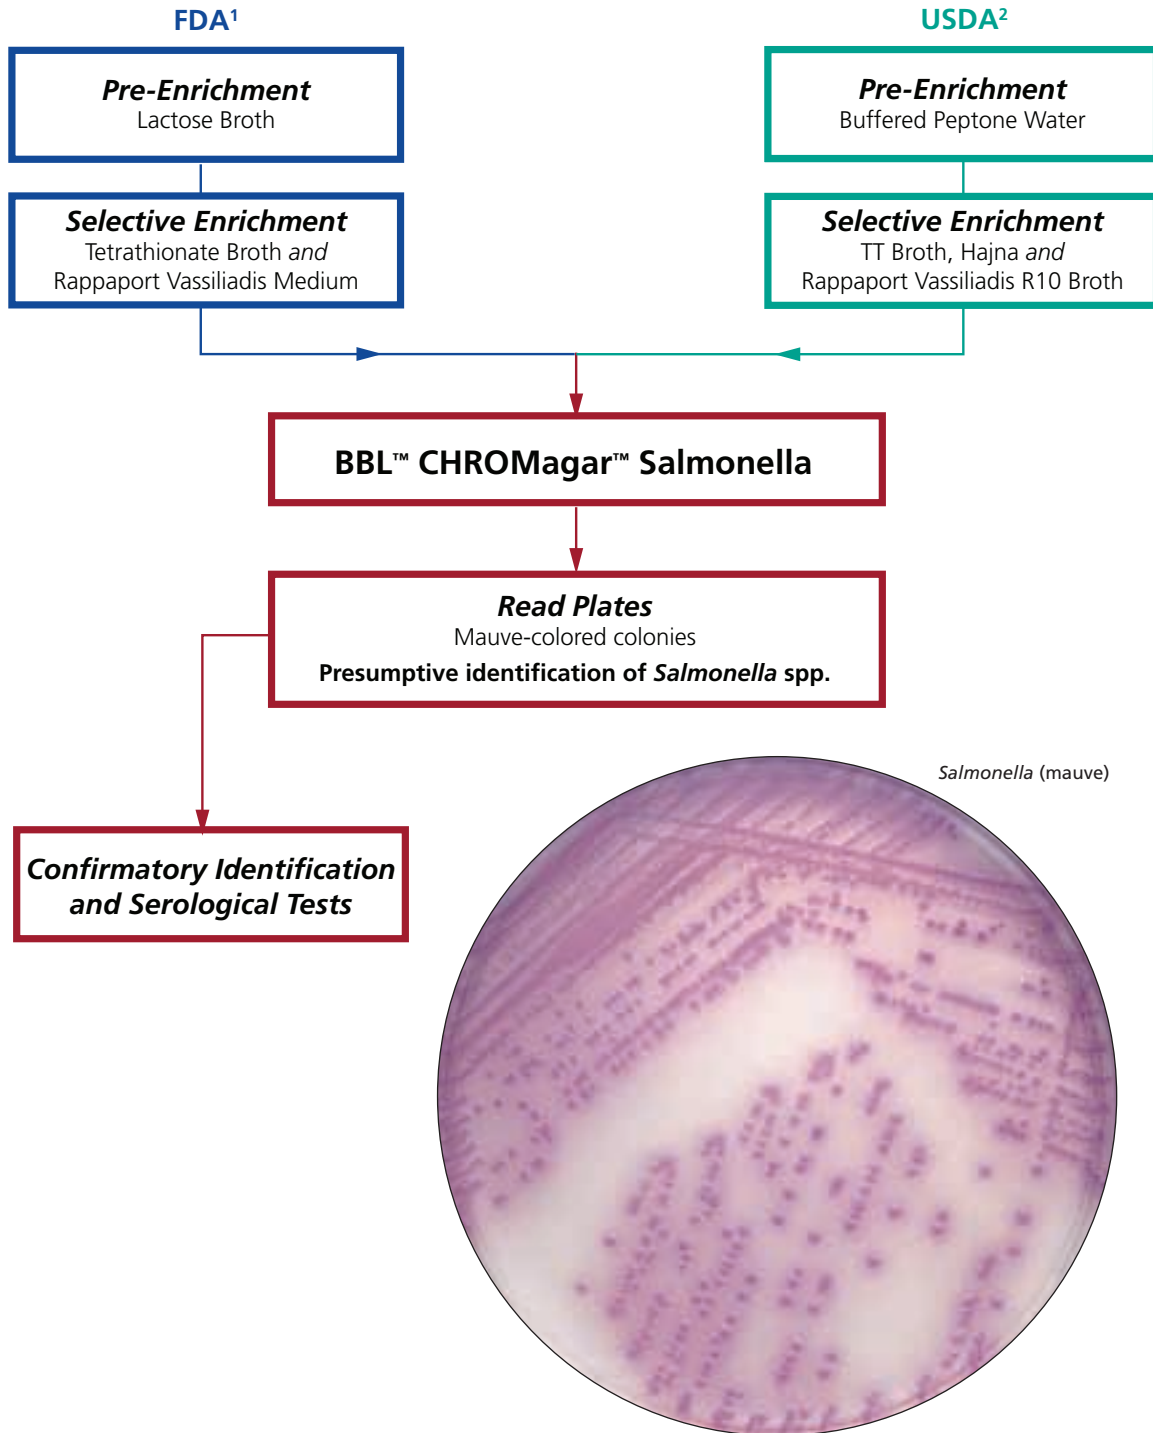 FDA¹
USDA²
Pre-Enrichment
Lactose Broth
Pre-Enrichment
Buffered Peptone Water
Selective Enrichment
Tetrathionate Broth and
Rappaport Vassiliadis Medium
Selective Enrichment
TT Broth, Hajna and
Rappaport Vassiliadis R10 Broth
BBL™ CHROMagar™ Salmonella
Read Plates
Mauve-colored colonies
Presumptive identification of Salmonella spp.
Salmonella (mauve)
Confirmatory Identification
and Serological Tests